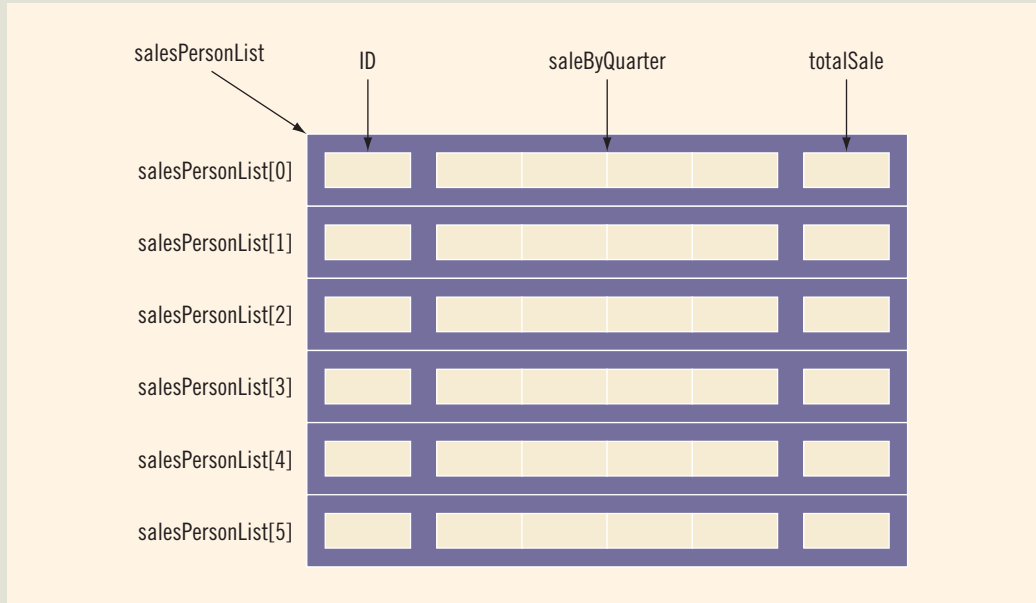 salesPersonList
ID
saleByQuarter
totalSale
salesPersonList[0]
salesPersonList[1]
salesPersonList[2]
salesPersonList[3]
salesPersonList[4]
salesPersonList[5]